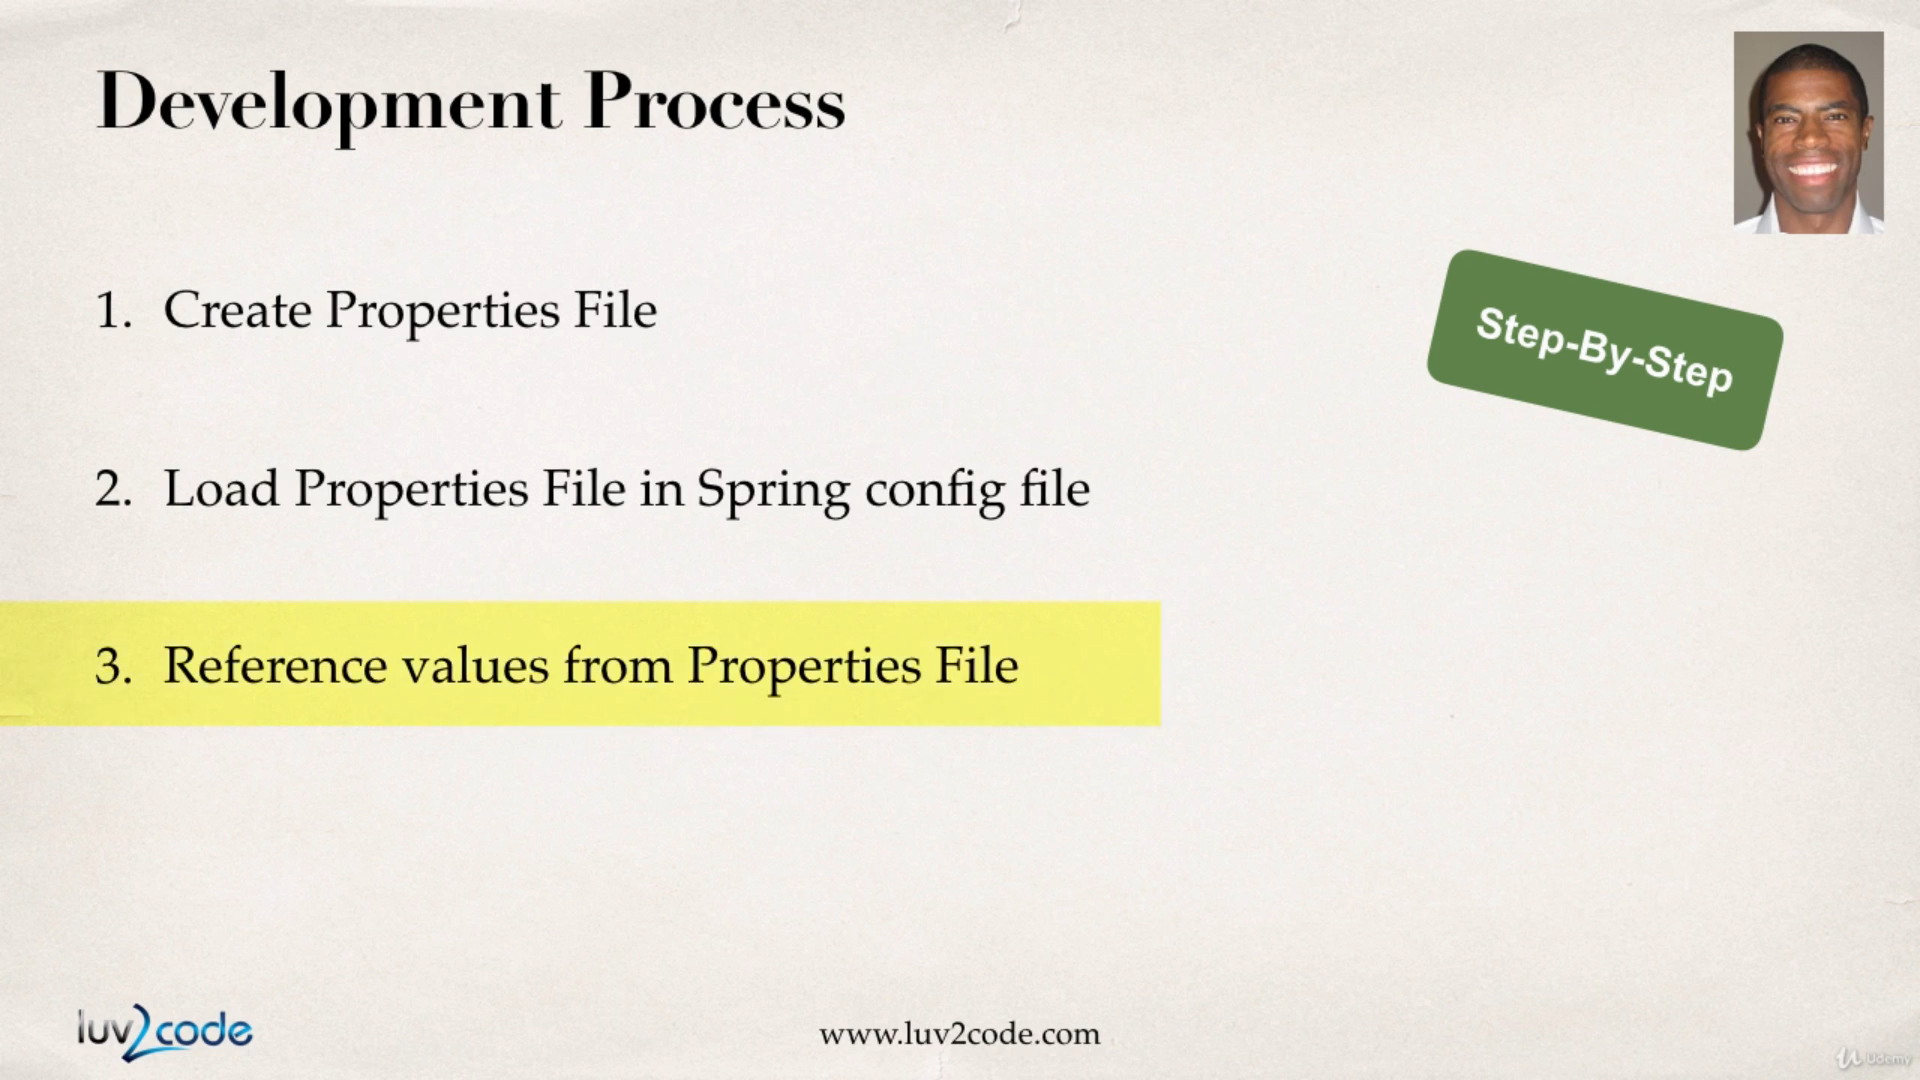 Development Process
Step-By-Step
1. Create Properties File
2. Load Properties File in Spring config file
3. Reference values from Properties File
luv2code
www.luv2code.com
Udemy